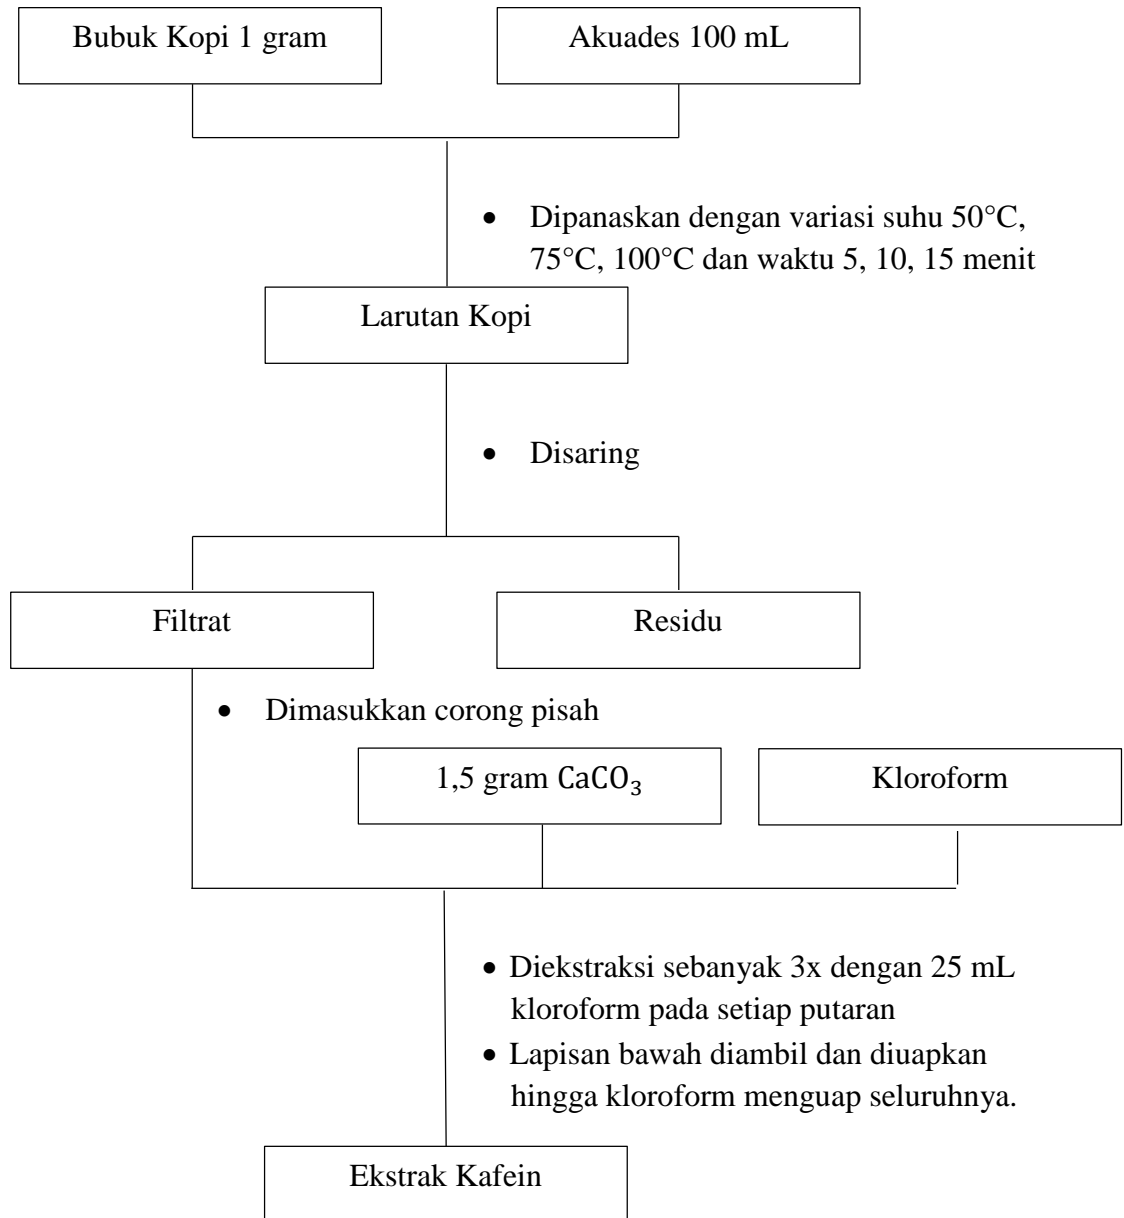 Bubuk Kopi 1 gram
Akuades 100 mL
• Dipanaskan dengan variasi suhu 50°C,
75°C, 100°C dan waktu 5, 10, 15 menit
Larutan Kopi
• Disaring
Filtrat
Residu
• Dimasukkan corong pisah
1,5 gram CaCO₃
Kloroform
• Diekstraksi sebanyak 3x dengan 25 mL
kloroform pada setiap putaran
• Lapisan bawah diambil dan diuapkan
hingga kloroform menguap seluruhnya.
Ekstrak Kafein